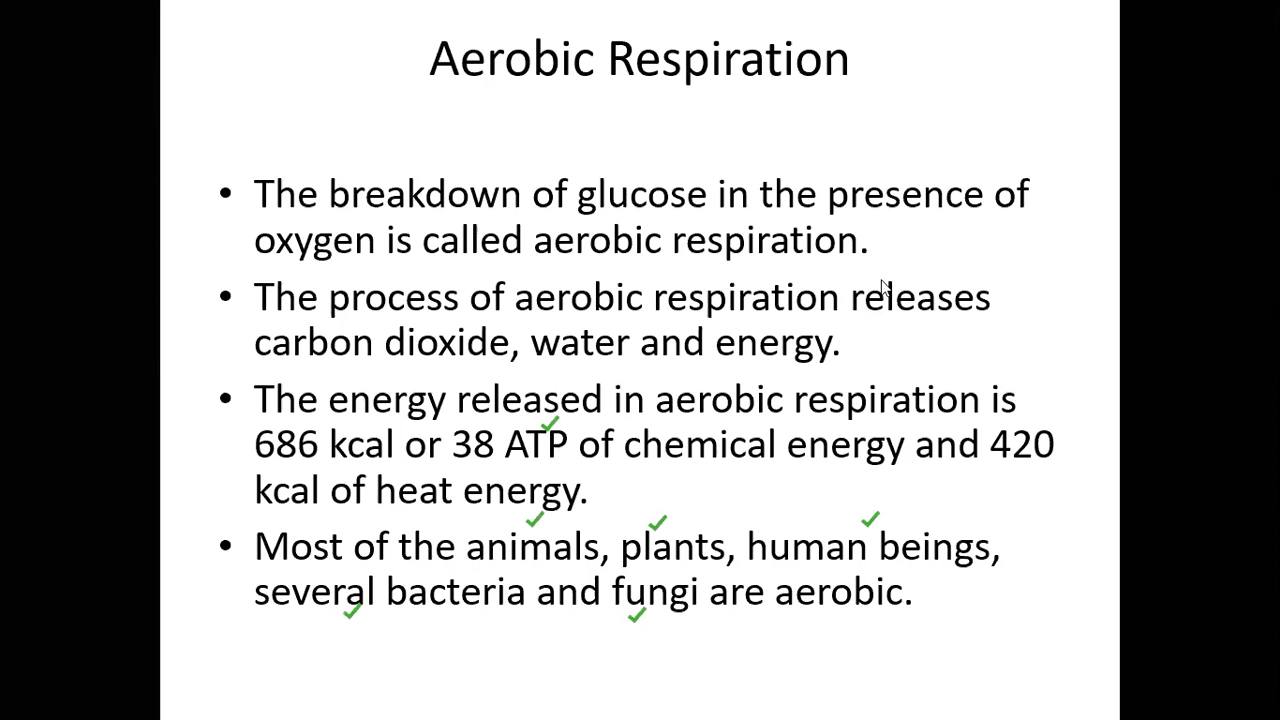 Aerobic Respiration
• The breakdown of glucose in the presence of
oxygen is called aerobic respiration.
• The process of aerobic respiration releases
carbon dioxide, water and energy.
• The energy released in aerobic respiration is
686 kcal or 38 ATP of chemical energy and 420
kcal of heat energy.
• Most of the animals, plants, human beings,
several bacteria and fungi are aerobic.